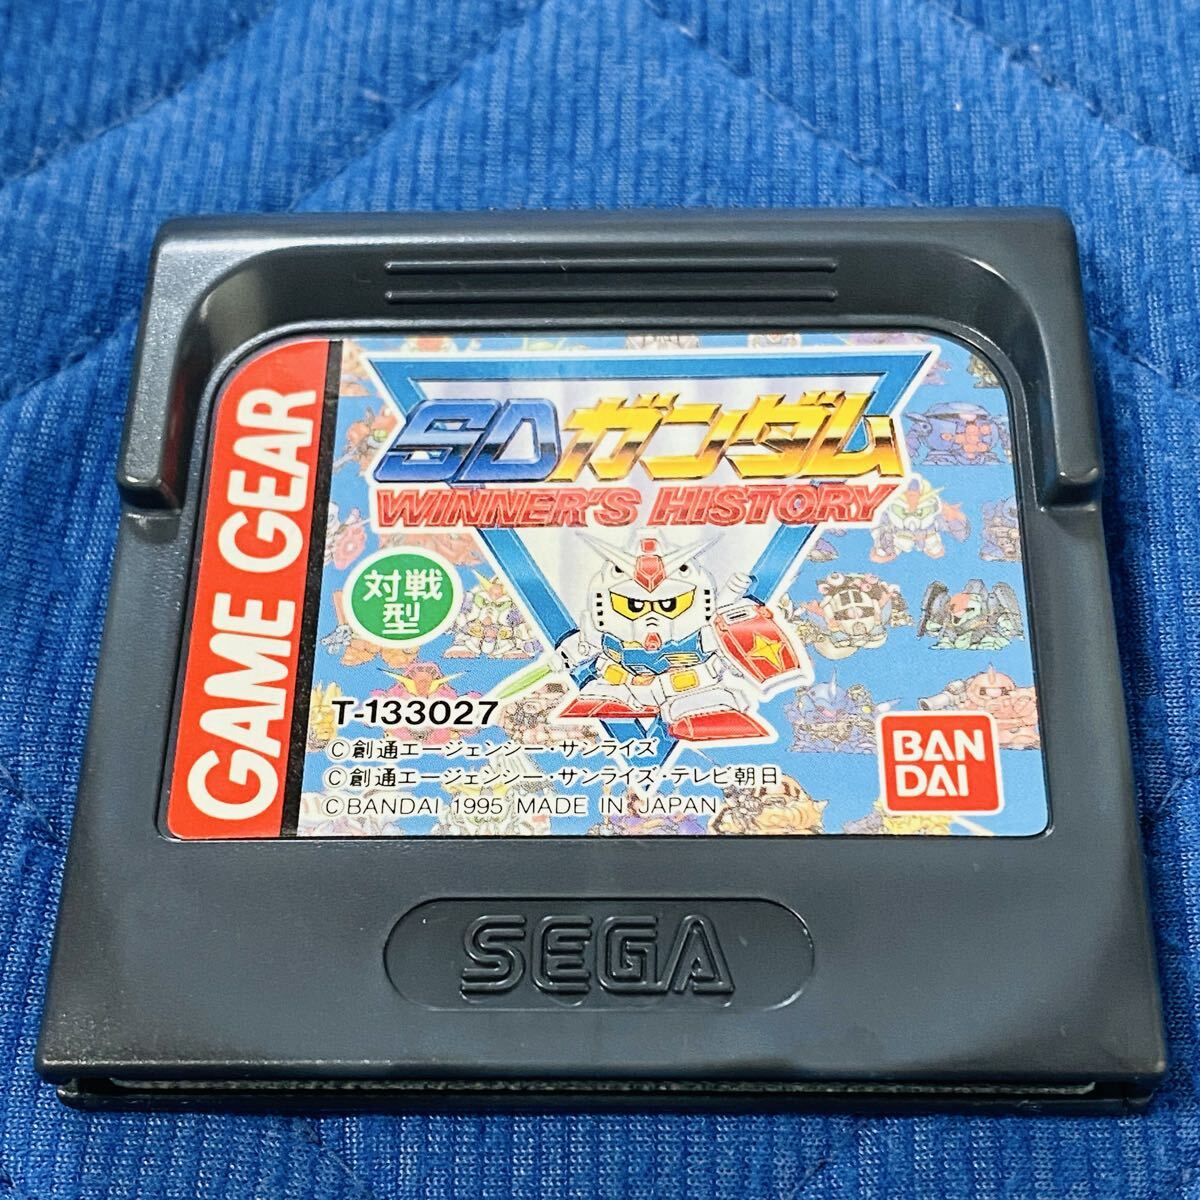 GAME GEAR
SDガンダム
WINNER'S HISTORY
対戦
型
T-133027
©創通エージェンシー・サンライズ
©創通エージェンシー・サンライズ・テレビ朝日
©BANDAI 1995 MADE IN JAPAN
BAN
DAI
SEGA